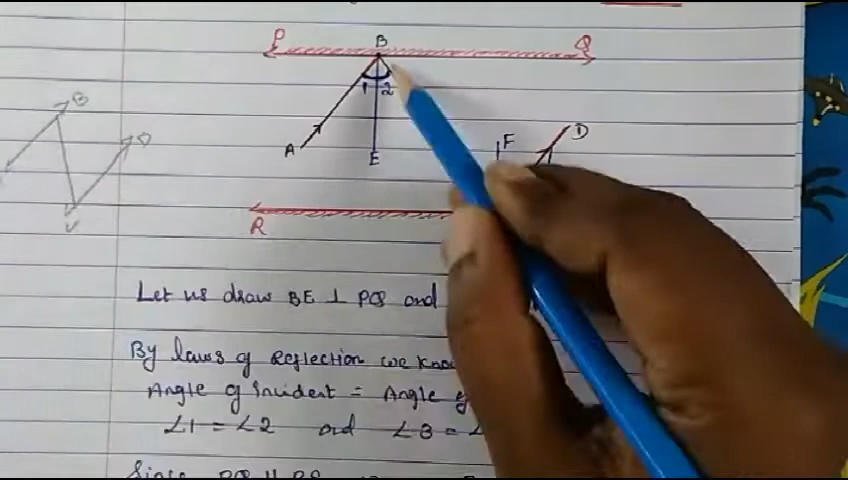 P B Q
1 2
B
D
F D
A
E
R
Let us draw BE ⊥ PQ and
By laws of Reflection we know
Angle of Incident = Angle of
∠1 = ∠2 and ∠3 =
Since PQ || RS